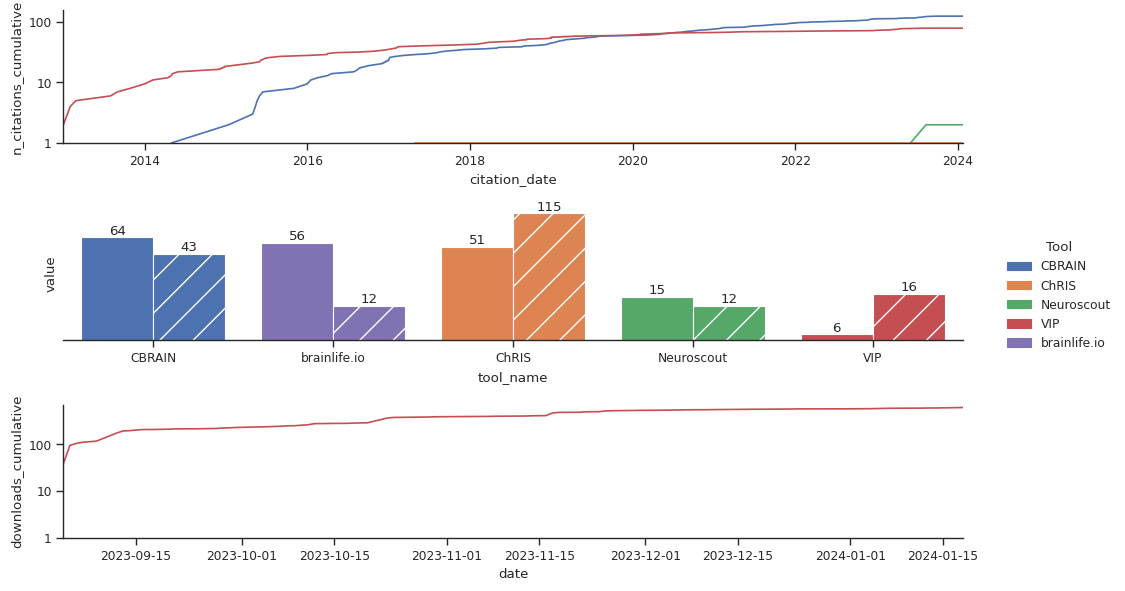 n_citations_cumulative
100
10
1
2014 2016 2018 2020 2022 2024
citation_date
value
64 43 56 12 51 115 15 12 6 16
CBRAIN brainlife.io ChRIS Neuroscout VIP
tool_name
Tool
CBRAIN
ChRIS
Neuroscout
VIP
brainlife.io
downloads_cumulative
100
10
1
2023-09-15 2023-10-01 2023-10-15 2023-11-01 2023-11-15 2023-12-01 2023-12-15 2024-01-01 2024-01-15
date